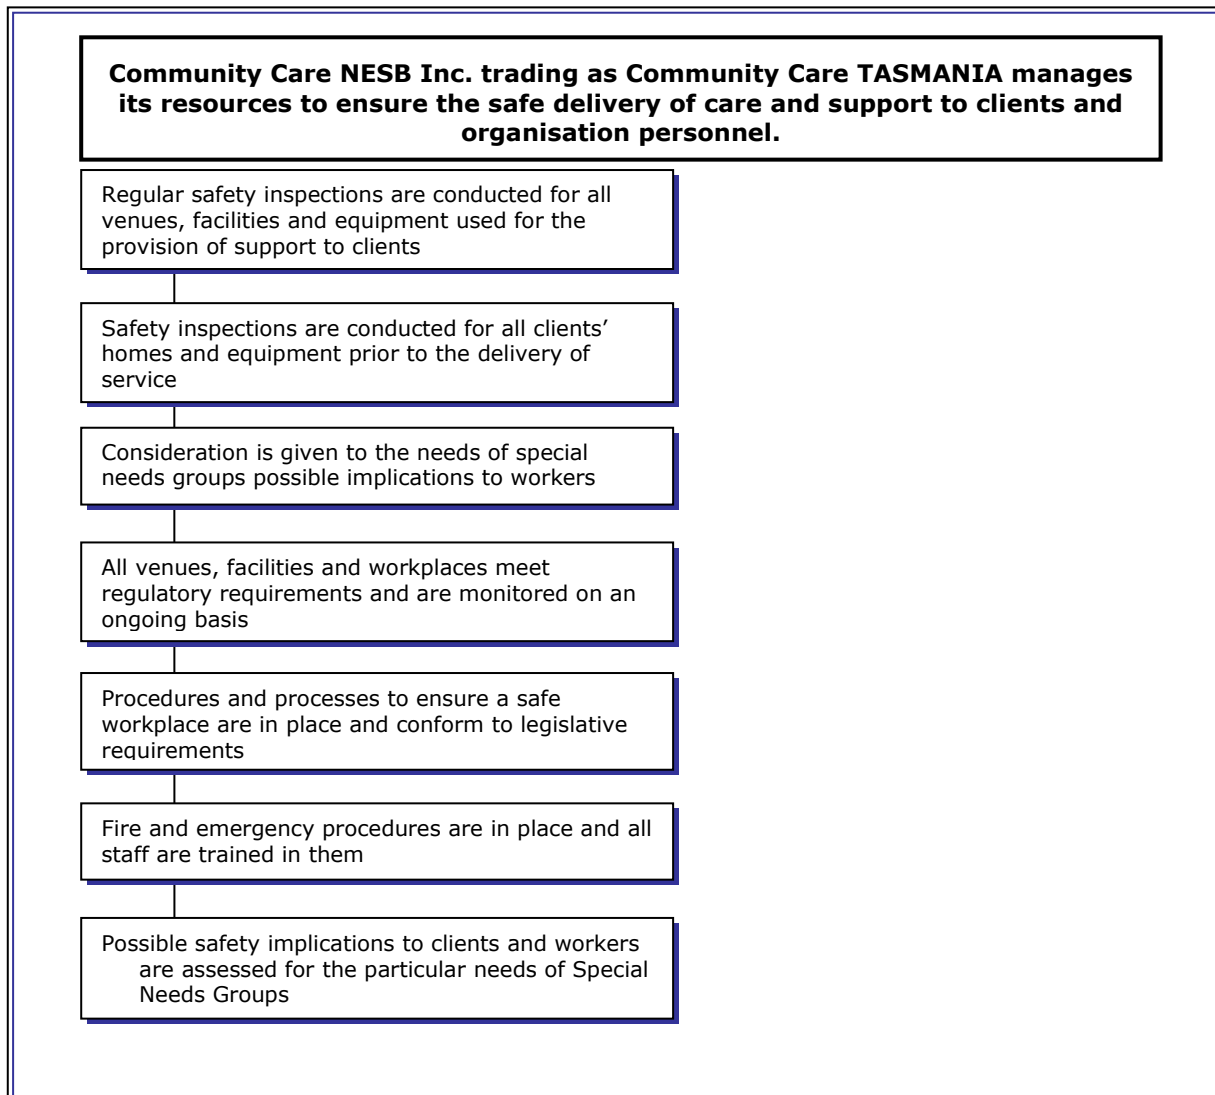 Community Care NESB Inc. trading as Community Care TASMANIA manages
its resources to ensure the safe delivery of care and support to clients and
organisation personnel.
Regular safety inspections are conducted for all
venues, facilities and equipment used for the
provision of support to clients
Safety inspections are conducted for all clients’
homes and equipment prior to the delivery of
service
Consideration is given to the needs of special
needs groups possible implications to workers
All venues, facilities and workplaces meet
regulatory requirements and are monitored on an
ongoing basis
Procedures and processes to ensure a safe
workplace are in place and conform to legislative
requirements
Fire and emergency procedures are in place and all
staff are trained in them
Possible safety implications to clients and workers
are assessed for the particular needs of Special
Needs Groups